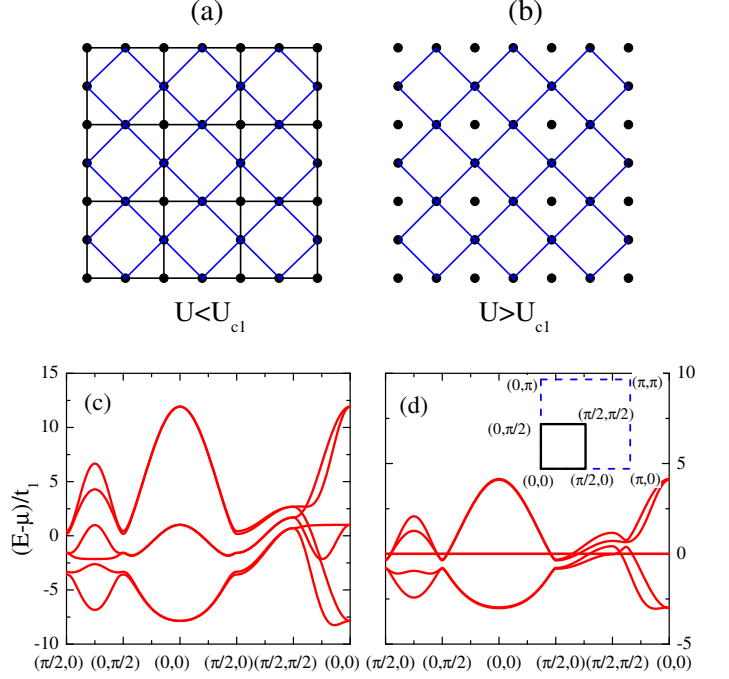 (a) (b)
U<U_c1 U>U_c1
15 10
(c) (d)
(0,π) (π,π)
10
(0,π/2) (π/2,π/2)
5 5
(0,0) (π/2,0) (π,0)
(E-μ)/t_1
0 0
-5
-10 -5
(π/2,0) (0,π/2) (0,0) (π/2,0) (π/2,π/2) (0,0) (π/2,0) (0,π/2) (0,0) (π/2,0) (π/2,π/2) (0,0)